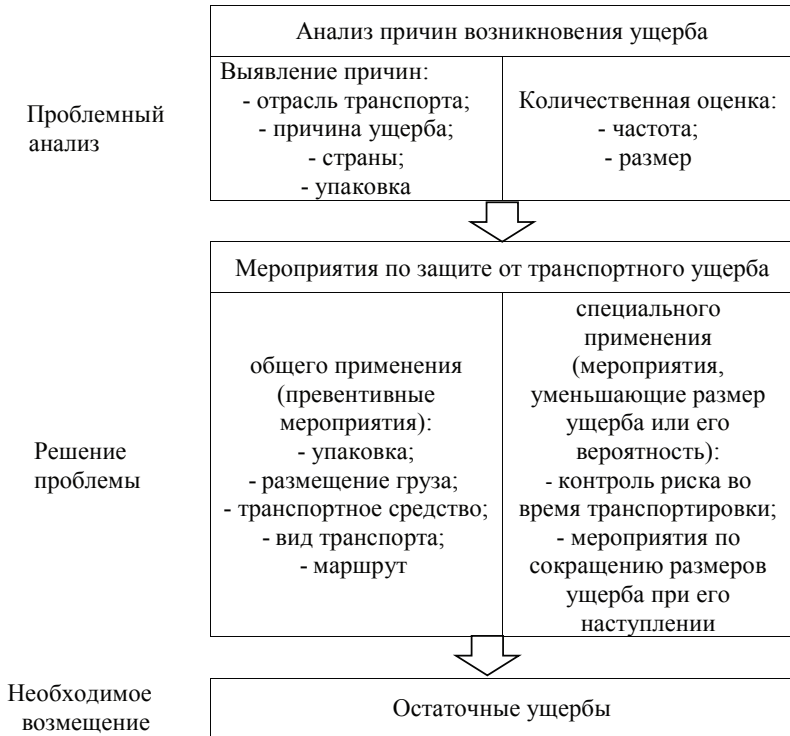 Анализ причин возникновения ущерба
Проблемный
анализ
Выявление причин:
- отрасль транспорта;
- причина ущерба;
- страны;
- упаковка
Количественная оценка:
- частота;
- размер
Мероприятия по защите от транспортного ущерба
Решение
проблемы
общего применения
(превентивные
мероприятия):
- упаковка;
- размещение груза;
- транспортное средство;
- вид транспорта;
- маршрут
специального
применения
(мероприятия,
уменьшающие размер
ущерба или его
вероятность):
- контроль риска во
время транспортировки;
- мероприятия по
сокращению размеров
ущерба при его
наступлении
Необходимое
возмещение
Остаточные ущербы